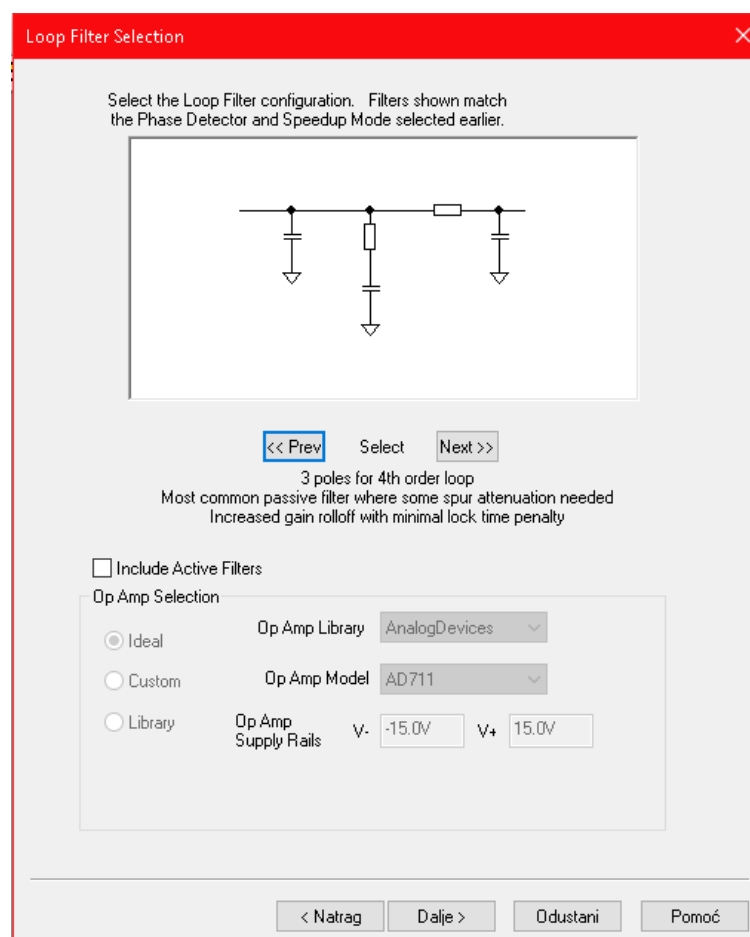 Loop Filter Selection
Select the Loop Filter configuration. Filters shown match
the Phase Detector and Speedup Mode selected earlier.
<< Prev Select Next >>
3 poles for 4th order loop
Most common passive filter where some spur attenuation needed
Increased gain rolloff with minimal lock time penalty
Include Active Filters
Op Amp Selection
Ideal Op Amp Library AnalogDevices
Custom Op Amp Model AD711
Library Op Amp
Supply Rails V- -15.0V V+ 15.0V
< Natrag Dalje > Odustani Pomoć